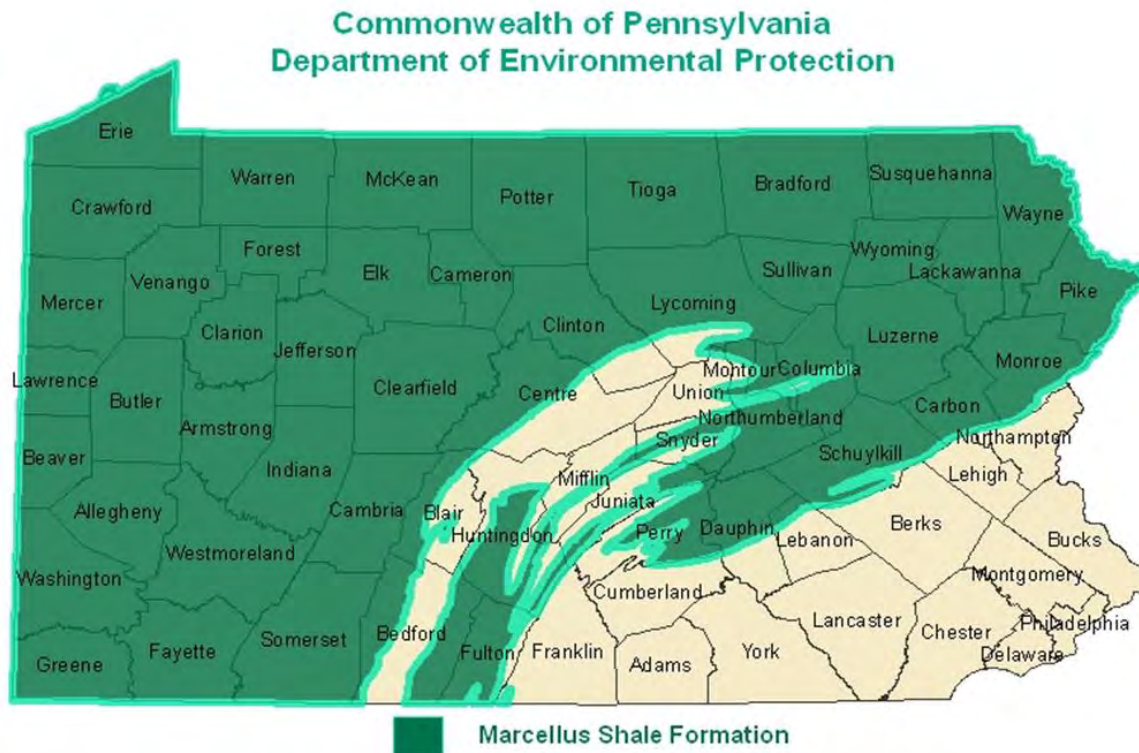 Commonwealth of Pennsylvania
Department of Environmental Protection
Erie
Warren
McKean
Potter
Tioga
Bradford
Susquehanna
Crawford
Wayne
Forest
Wyoming
Venango
Elk
Cameron
Sullivan
Lackawanna
Mercer
Lycoming
Pike
Clarion
Clinton
Luzerne
Jefferson
Monroe
Lawrence
Clearfield
Centre
Montour
Columbia
Butler
Union
Carbon
Armstrong
Northumberland
Northampton
Beaver
Indiana
Snyder
Schuylkill
Lehigh
Mifflin
Allegheny
Cambria
Blair
Juniata
Huntingdon
Perry
Dauphin
Berks
Westmoreland
Lebanon
Bucks
Washington
Cumberland
Montgomery
Lancaster
Philadelphia
Bedford
Somerset
Chester
Greene
Fayette
Fulton
Franklin
Adams
York
Delaware
Marcellus Shale Formation